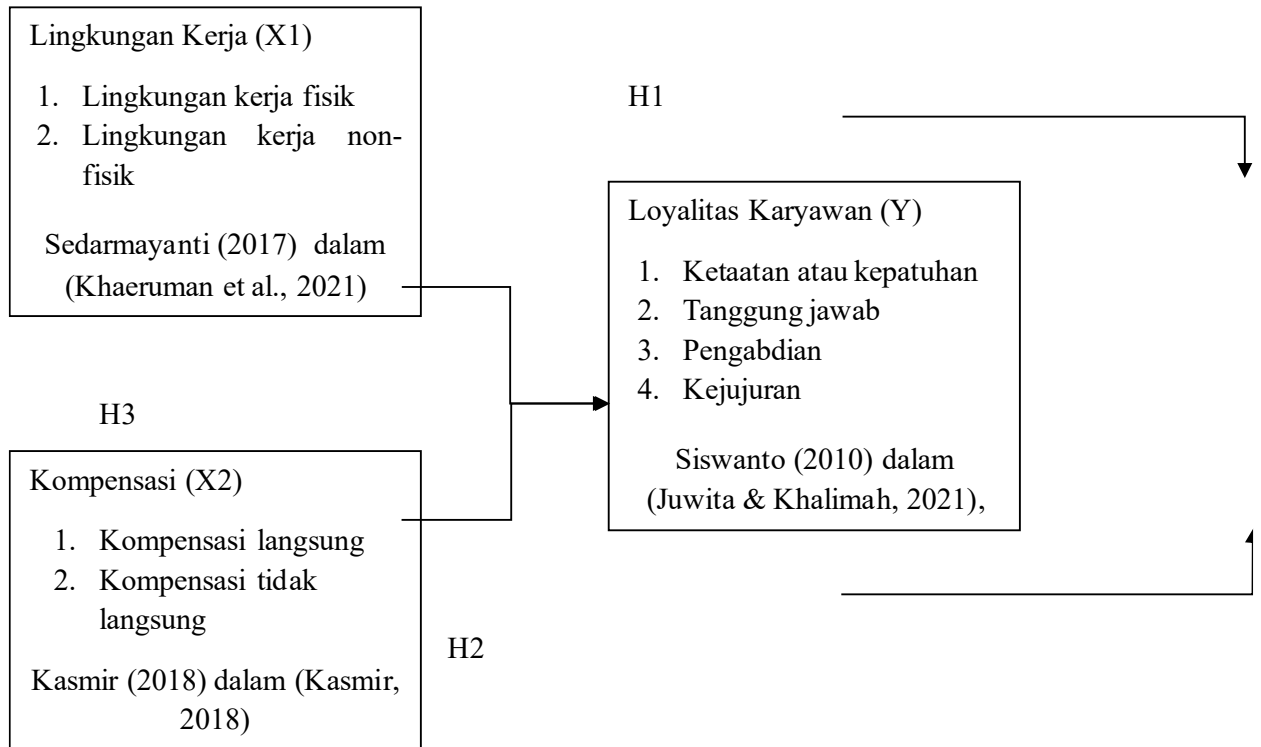 Lingkungan Kerja (X1)
1. Lingkungan kerja fisik
2. Lingkungan kerja non-
fisik
Sedarmayanti (2017) dalam
(Khaeruman et al., 2021)
H1
Loyalitas Karyawan (Y)
1. Ketaatan atau kepatuhan
2. Tanggung jawab
3. Pengabdian
4. Kejujuran
Siswanto (2010) dalam
(Juwita & Khalimah, 2021),
H3
Kompensasi (X2)
1. Kompensasi langsung
2. Kompensasi tidak
langsung
Kasmir (2018) dalam (Kasmir,
2018)
H2